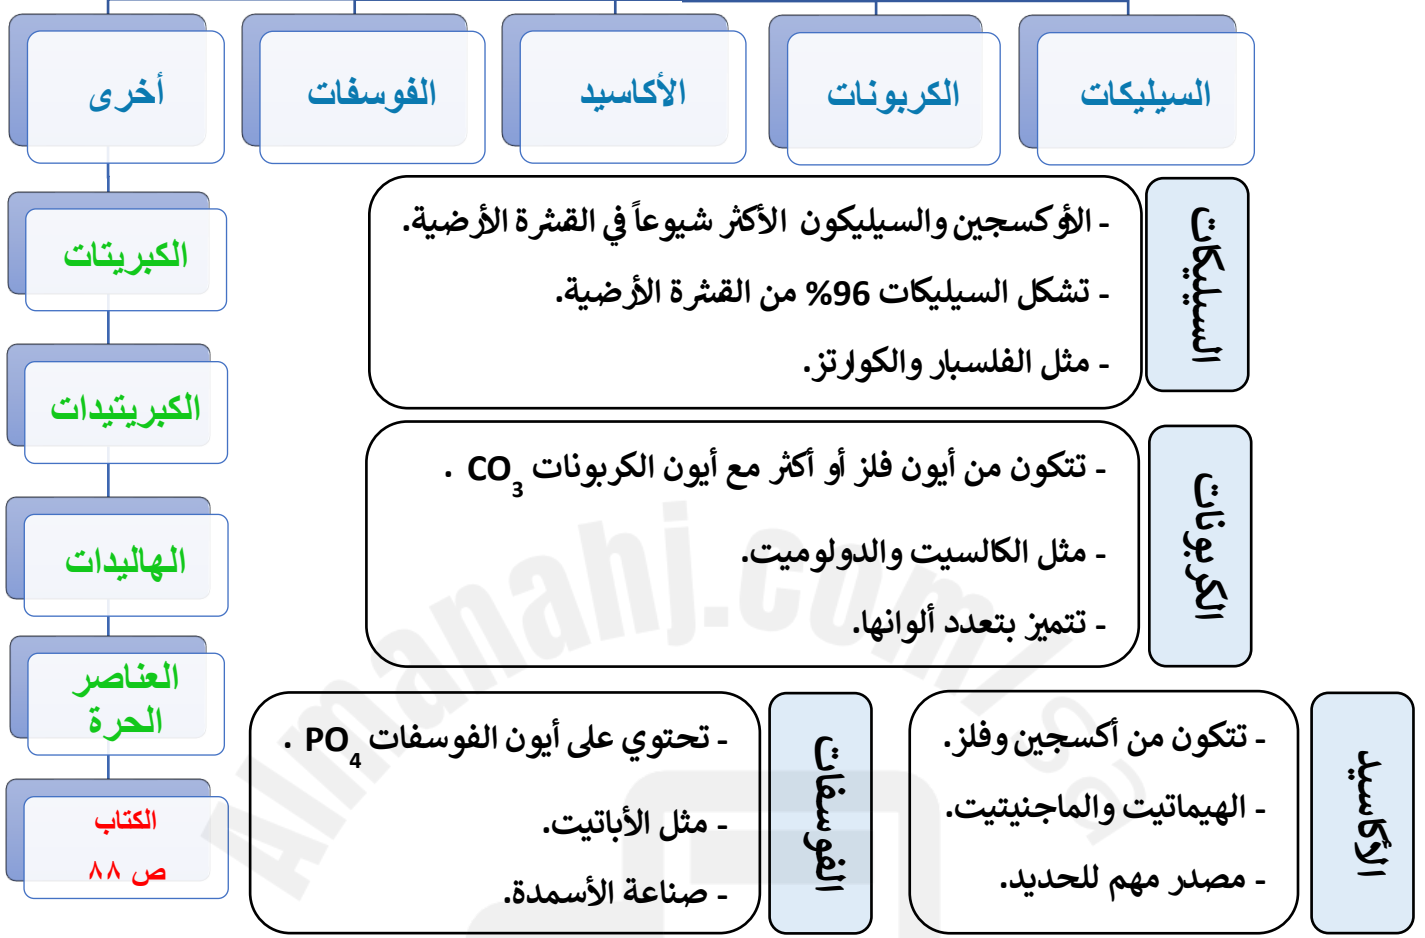 السيليكات
الكربونات
الأكاسيد
الفوسفات
أخرى
الكبريتات
الكبريتيدات
الهاليدات
العناصر
الحرة
الكتاب
ص ٨٨
السيليكات
- الأوكسجين والسيليكون الأكثر شيوعاً في القشرة الأرضية.
- تشكل السيليكات 96% من القشرة الأرضية.
- مثل الفلسبار والكوارتز.
الكربونات
- تتكون من أيون فلز أو أكثر مع أيون الكربونات CO₃ .
- مثل الكالسيت والدولوميت.
- تتميز بتعدد ألوانها.
الأكاسيد
- تتكون من أكسجين وفلز.
- الهيماتيت والماجنيتيت.
- مصدر مهم للحديد.
الفوسفات
- تحتوي على أيون الفوسفات PO₄ .
- مثل الأباتيت.
- صناعة الأسمدة.
Almanahj.com/sa